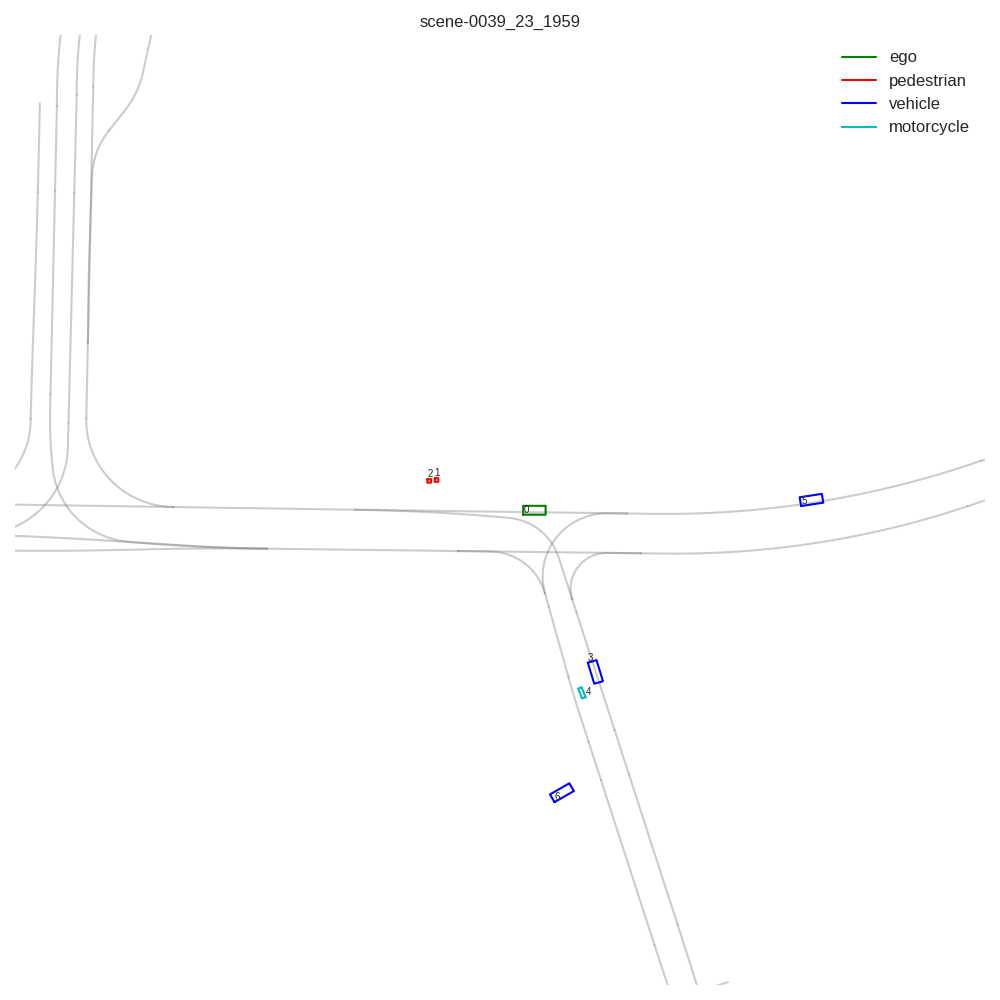 scene-0039_23_1959
ego
pedestrian
vehicle
motorcycle
2 1
0
5
3
4
6